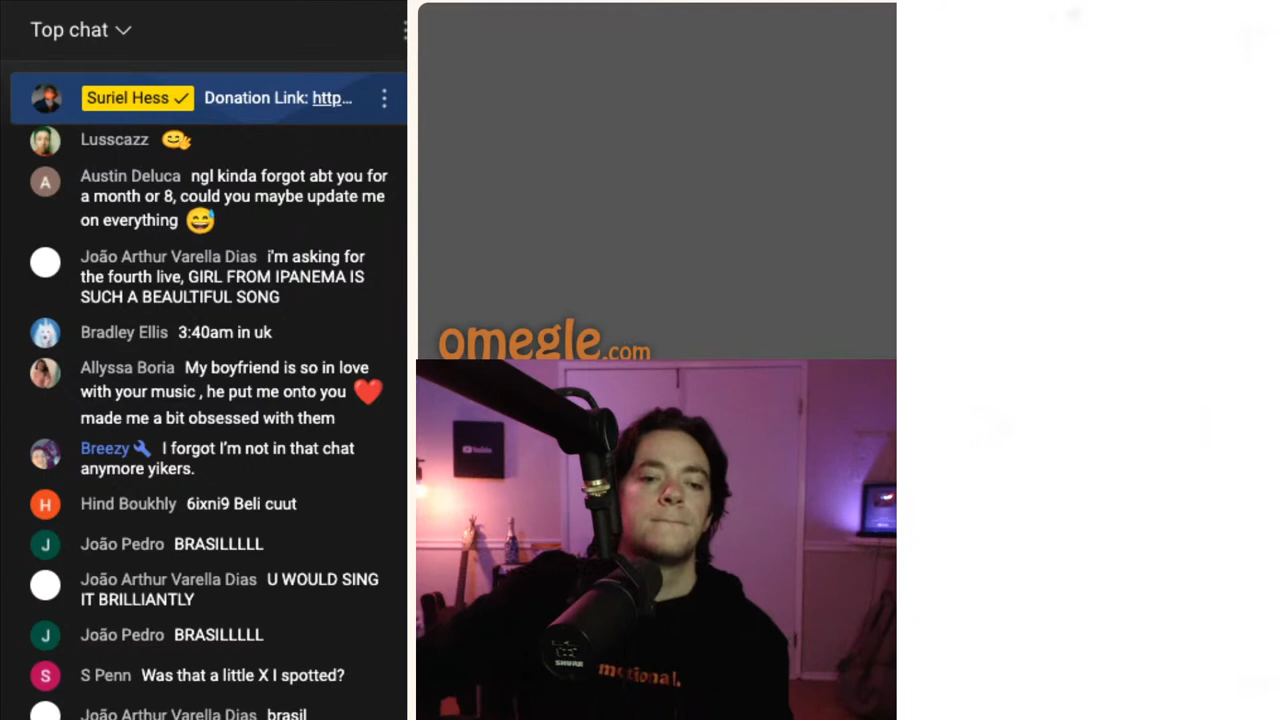 Top chat
Suriel Hess Donation Link: http...
Lusscazz
Austin Deluca ngl kinda forgot abt you for
a month or 8, could you maybe update me
on everything
João Arthur Varella Dias i'm asking for
the fourth live, GIRL FROM IPANEMA IS
SUCH A BEAULTIFUL SONG
Bradley Ellis 3:40am in uk
Allyssa Boria My boyfriend is so in love
with your music , he put me onto you
made me a bit obsessed with them
Breezy I forgot I'm not in that chat
anymore yikers.
Hind Boukhly 6ixni9 Beli cuut
João Pedro BRASILLLLL
João Arthur Varella Dias U WOULD SING
IT BRILLIANTLY
João Pedro BRASILLLLL
S Penn Was that a little X I spotted?
João Arthur Varella Dias brasil
A
H
J
J
S
omegle.com
YouTube
SHURE
motional.